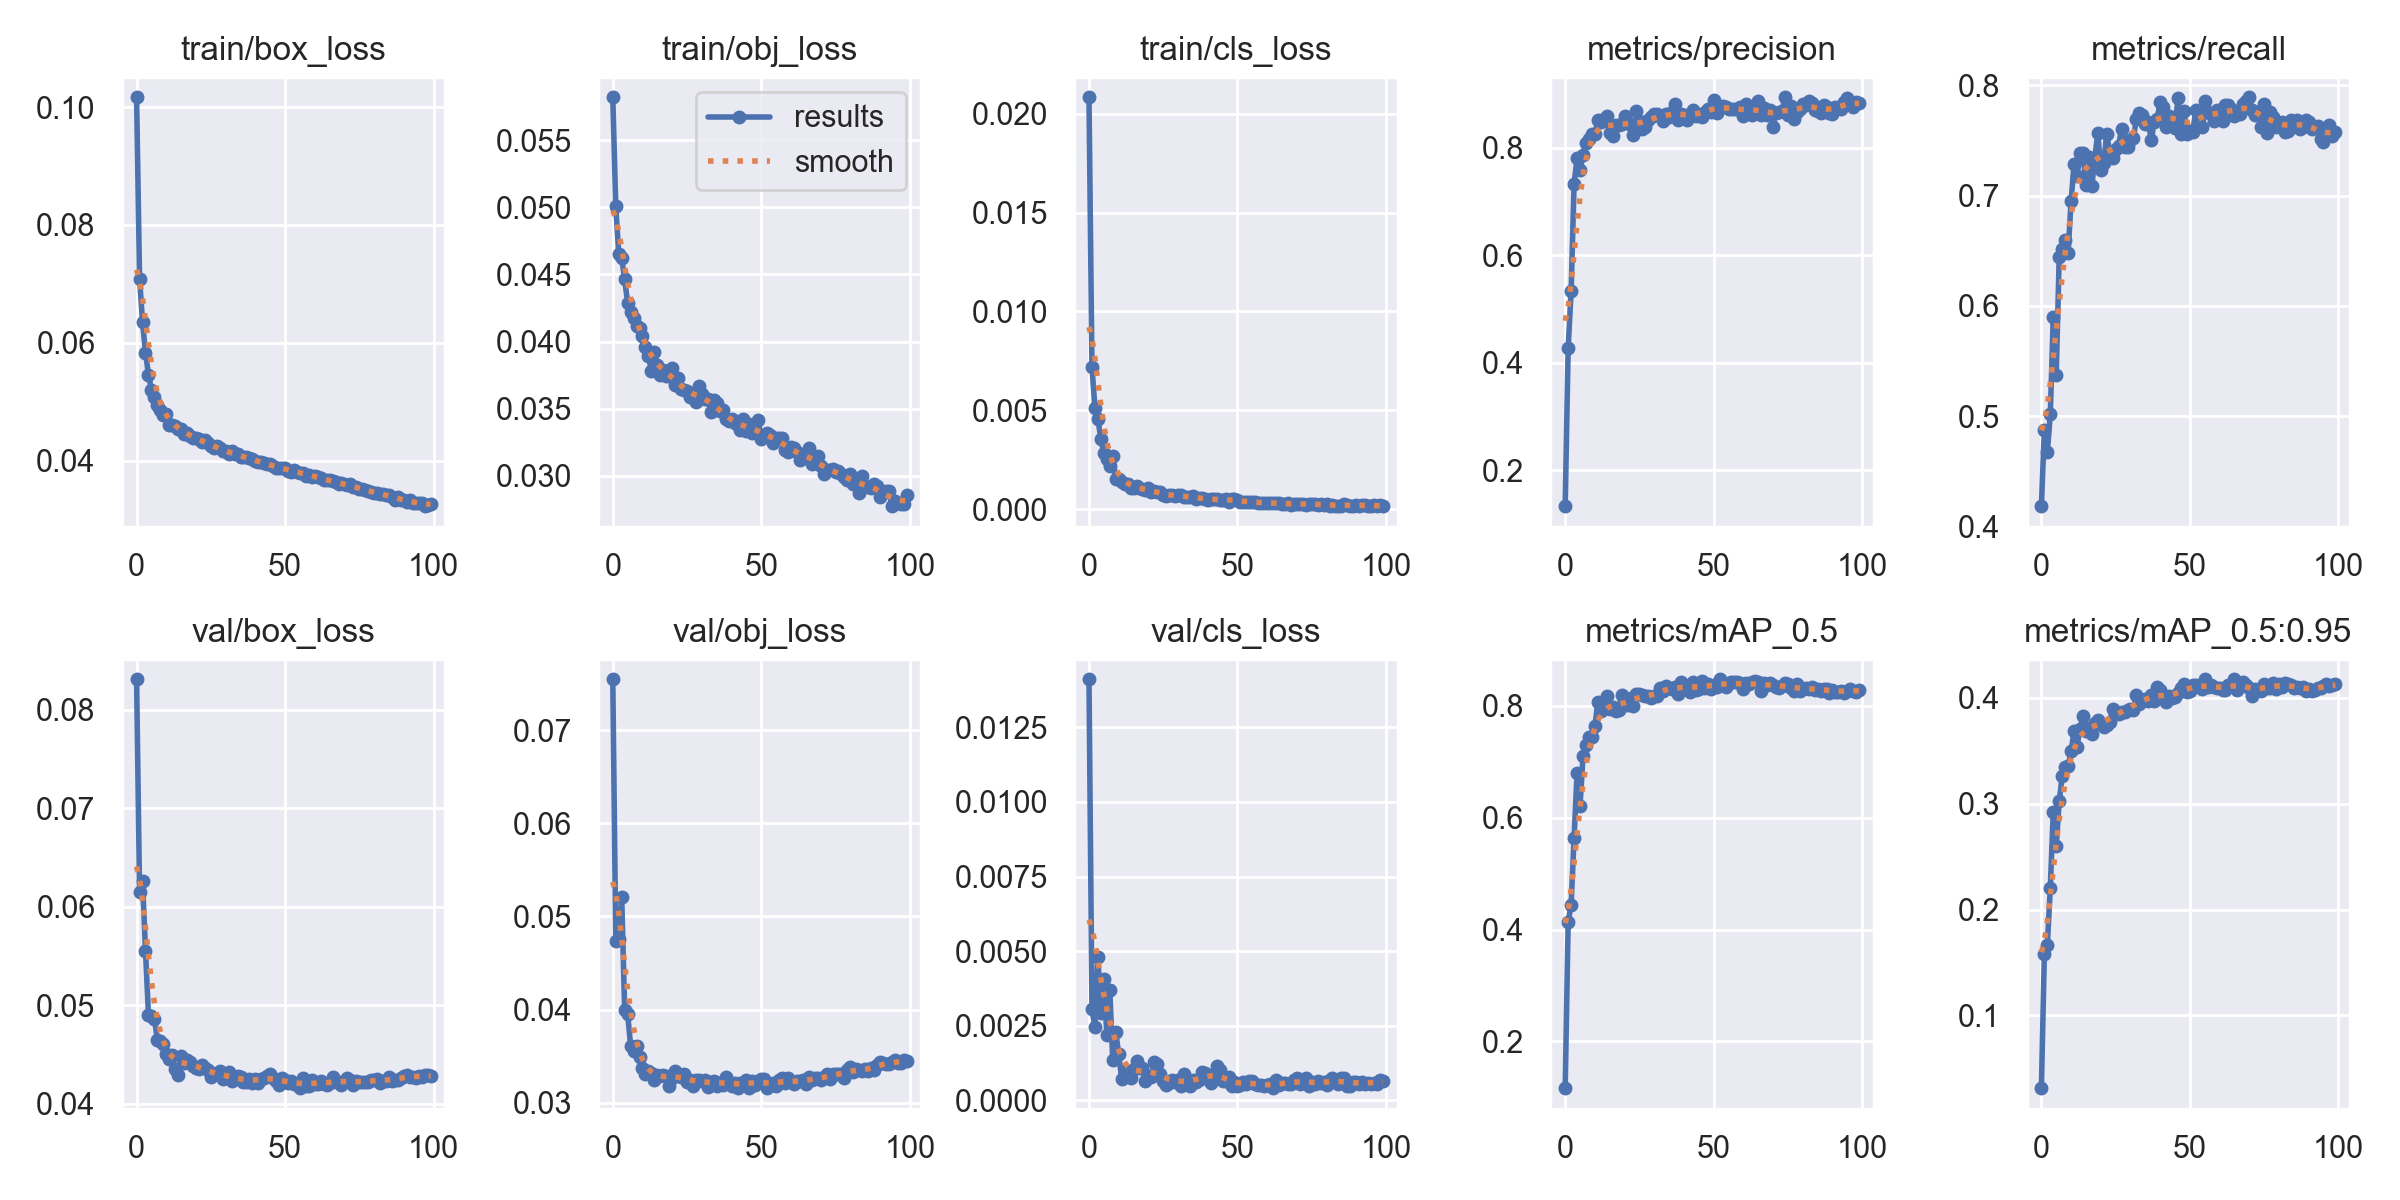 train/box_loss
0.10
0.08
0.06
0.04
0 50 100
train/obj_loss
results
smooth
0.055
0.050
0.045
0.040
0.035
0.030
0 50 100
train/cls_loss
0.020
0.015
0.010
0.005
0.000
0 50 100
metrics/precision
0.8
0.6
0.4
0.2
0 50 100
metrics/recall
0.8
0.7
0.6
0.5
0.4
0 50 100
val/box_loss
0.08
0.07
0.06
0.05
0.04
0 50 100
val/obj_loss
0.07
0.06
0.05
0.04
0.03
0 50 100
val/cls_loss
0.0125
0.0100
0.0075
0.0050
0.0025
0.0000
0 50 100
metrics/mAP_0.5
0.8
0.6
0.4
0.2
0 50 100
metrics/mAP_0.5:0.95
0.4
0.3
0.2
0.1
0 50 100